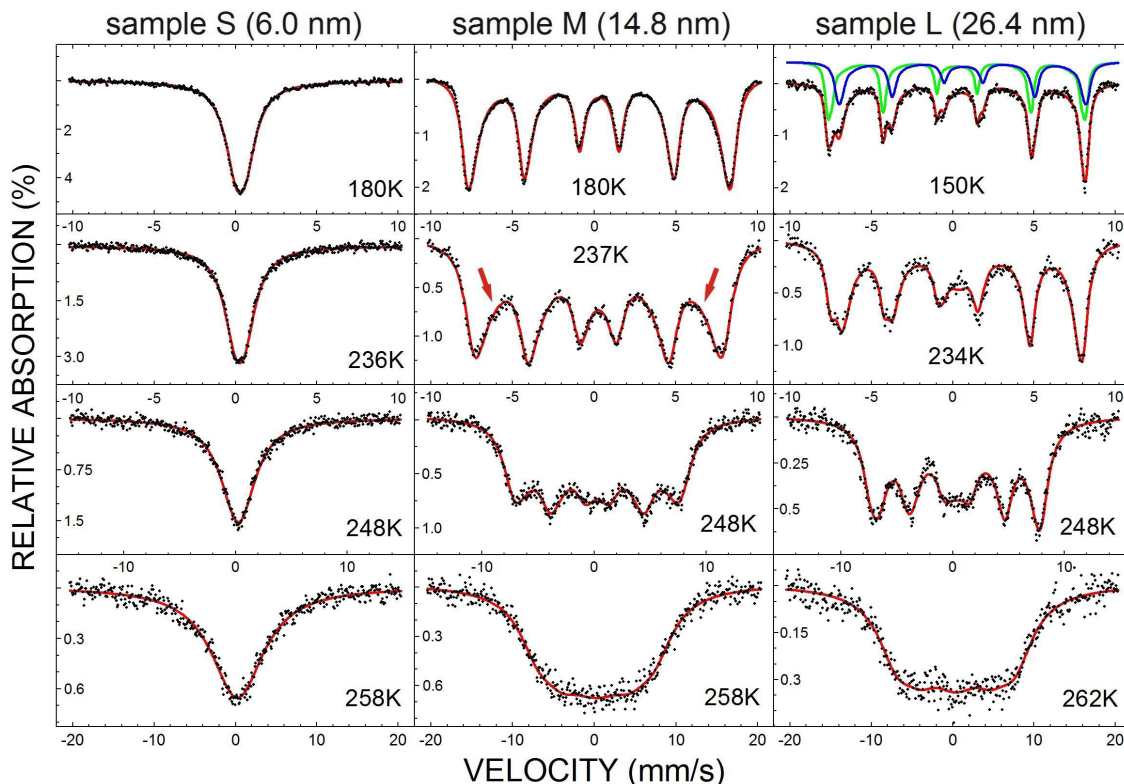 sample S (6.0 nm) sample M (14.8 nm) sample L (26.4 nm)
RELATIVE ABSORPTION (%)
2
4
180K
1
2
180K
1
2
150K
-10 -5 0 5 10
-10 -5 0 5 10
-10 -5 0 5 10
1.5
3.0
236K
0.5
1.0
237K
0.5
1.0
234K
-10 -5 0 5 10
-10 -5 0 5 10
-10 -5 0 5 10
0.75
1.5
248K
0.5
1.0
248K
0.25
0.5
248K
-10 0 10
-10 0 10
-10 0 10
0.3
0.6
258K
0.3
0.6
258K
0.15
0.3
262K
-20 -10 0 10 20
-20 -10 0 10 20
-20 -10 0 10 20
VELOCITY (mm/s)